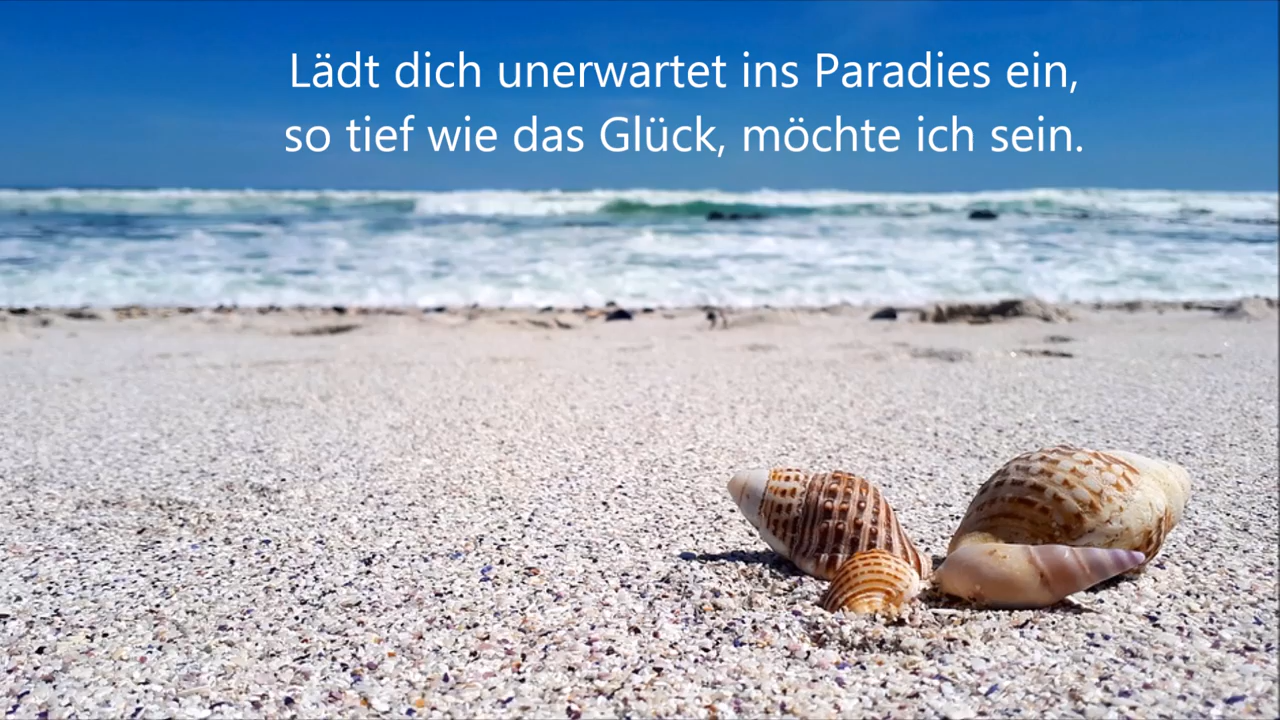 Lädt dich unerwartet ins Paradies ein,
so tief wie das Glück, möchte ich sein.